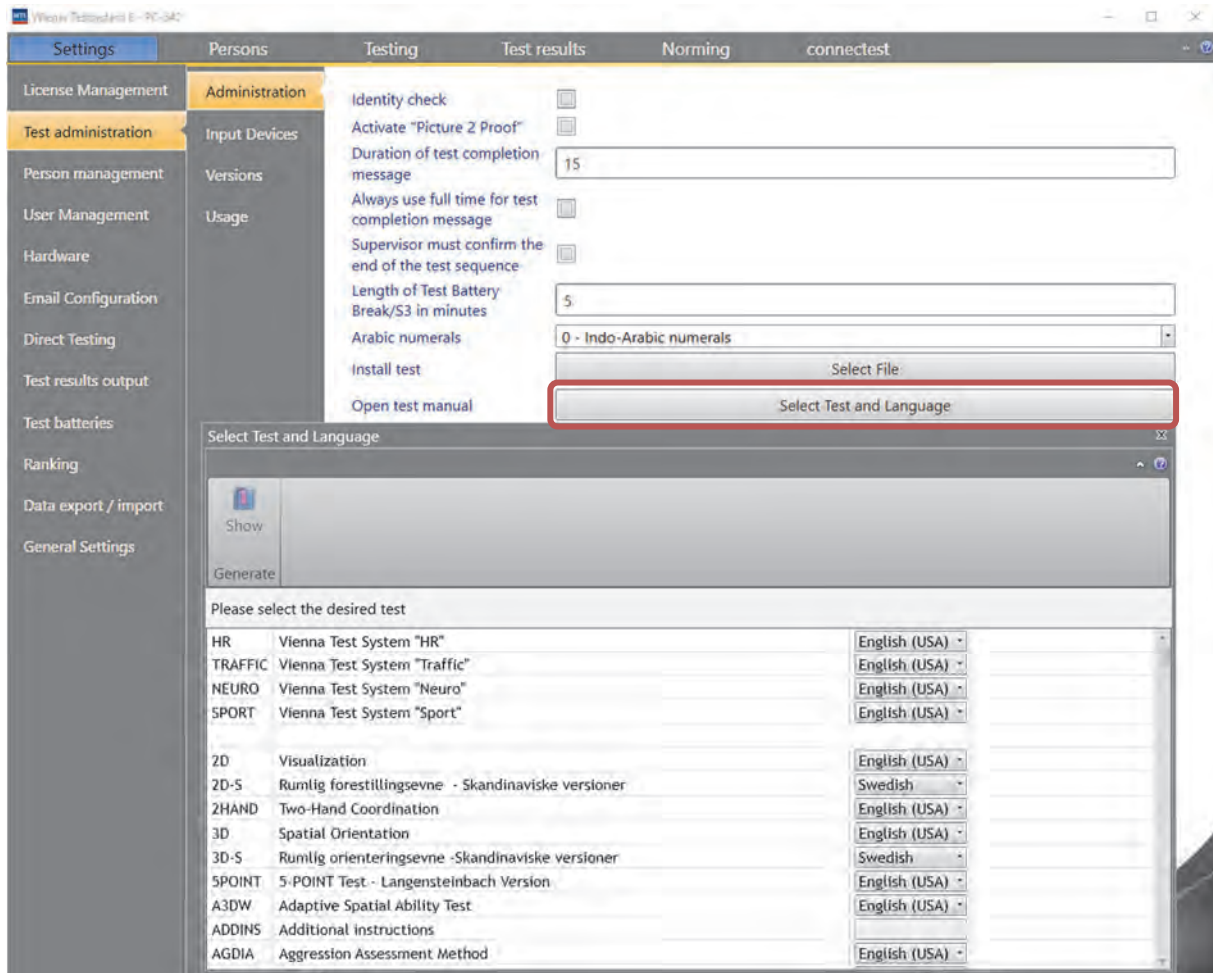 Settings Persons Testing Test results Norming connectest
License Management
Test administration
Person management
User Management
Hardware
Email Configuration
Direct Testing
Test results output
Test batteries
Ranking
Data export / import
General Settings
Administration
Input Devices
Versions
Usage
Identity check
Activate "Picture 2 Proof"
Duration of test completion
message
15
Always use full time for test
completion message
Supervisor must confirm the
end of the test sequence
Length of Test Battery
Break/S3 in minutes
5
Arabic numerals 0 - Indo-Arabic numerals
Install test Select File
Open test manual Select Test and Language
Select Test and Language
Show
Generate
Please select the desired test
HR Vienna Test System "HR" English (USA)
TRAFFIC Vienna Test System "Traffic" English (USA)
NEURO Vienna Test System "Neuro" English (USA)
SPORT Vienna Test System "Sport" English (USA)
2D Visualization English (USA)
2D-S Rumlig forestillingsevne - Skandinaviske versioner Swedish
2HAND Two-Hand Coordination English (USA)
3D Spatial Orientation English (USA)
3D-S Rumlig orienteringsevne -Skandinaviske versioner Swedish
5POINT 5-POINT Test - Langensteinbach Version English (USA)
A3DW Adaptive Spatial Ability Test English (USA)
ADDINS Additional instructions
AGDIA Aggression Assessment Method English (USA)